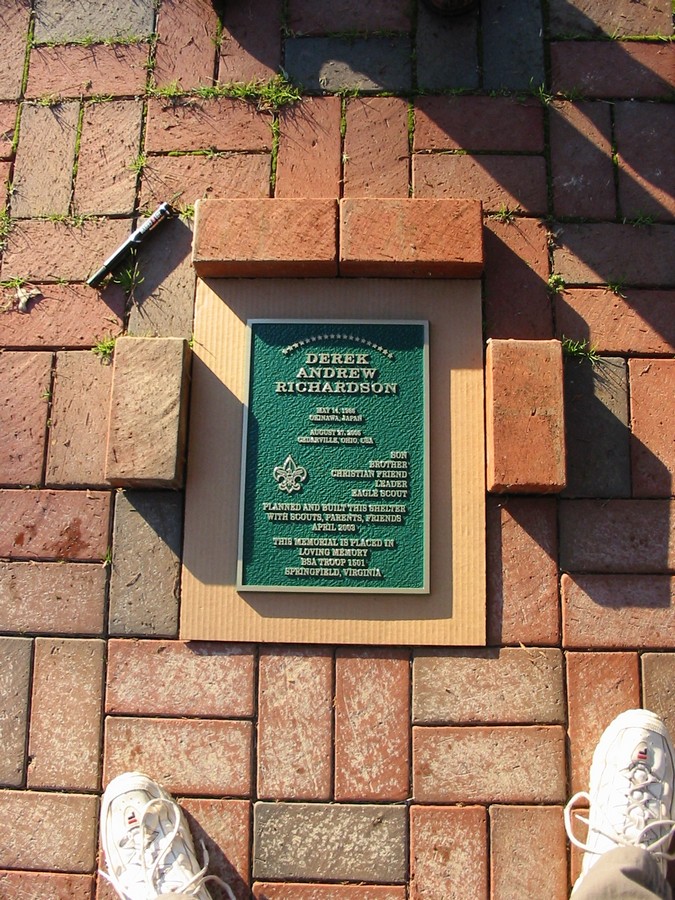 DEREK
ANDREW
RICHARDSON
MAY 14, 1986
OKINAWA, JAPAN
AUGUST 27, 2005
CEDARVILLE, OHIO, USA
SON
BROTHER
CHRISTIAN FRIEND
LEADER
EAGLE SCOUT
PLANNED AND BUILT THIS SHELTER
WITH SCOUTS, PARENTS, FRIENDS
APRIL 2003
THIS MEMORIAL IS PLACED IN
LOVING MEMORY
BSA TROOP 1501
SPRINGFIELD, VIRGINIA